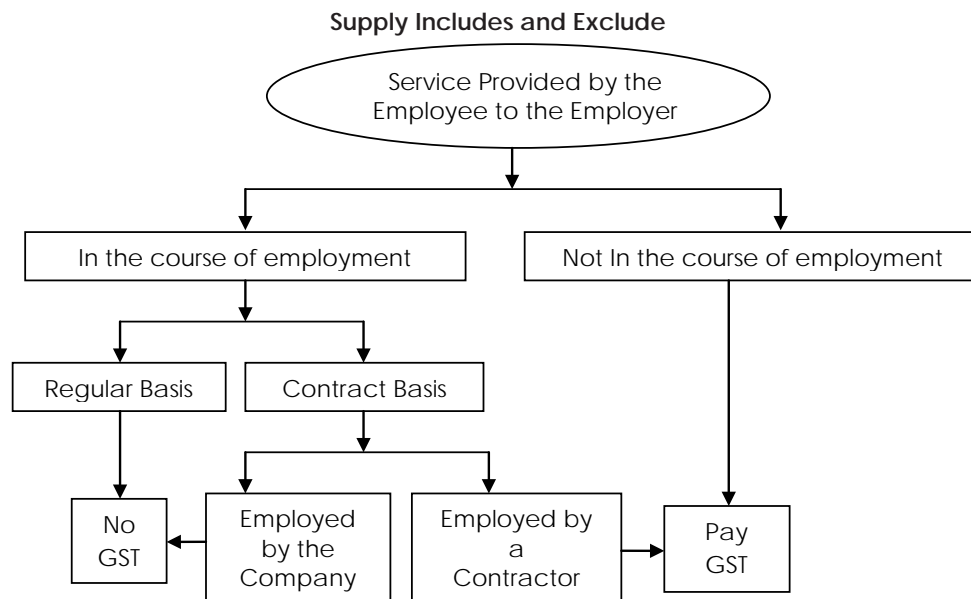 Supply Includes and Exclude
Service Provided by the
Employee to the Employer
In the course of employment
Not In the course of employment
Regular Basis
Contract Basis
No
GST
Employed
by the
Company
Employed by
a
Contractor
Pay
GST